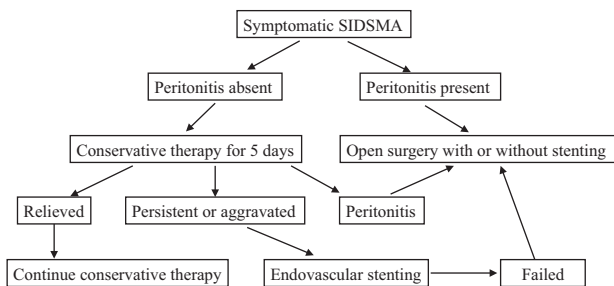 Symptomatic SIDSMA
Peritonitis absent
Peritonitis present
Conservative therapy for 5 days
Open surgery with or without stenting
Relieved
Persistent or aggravated
Peritonitis
Continue conservative therapy
Endovascular stenting
Failed